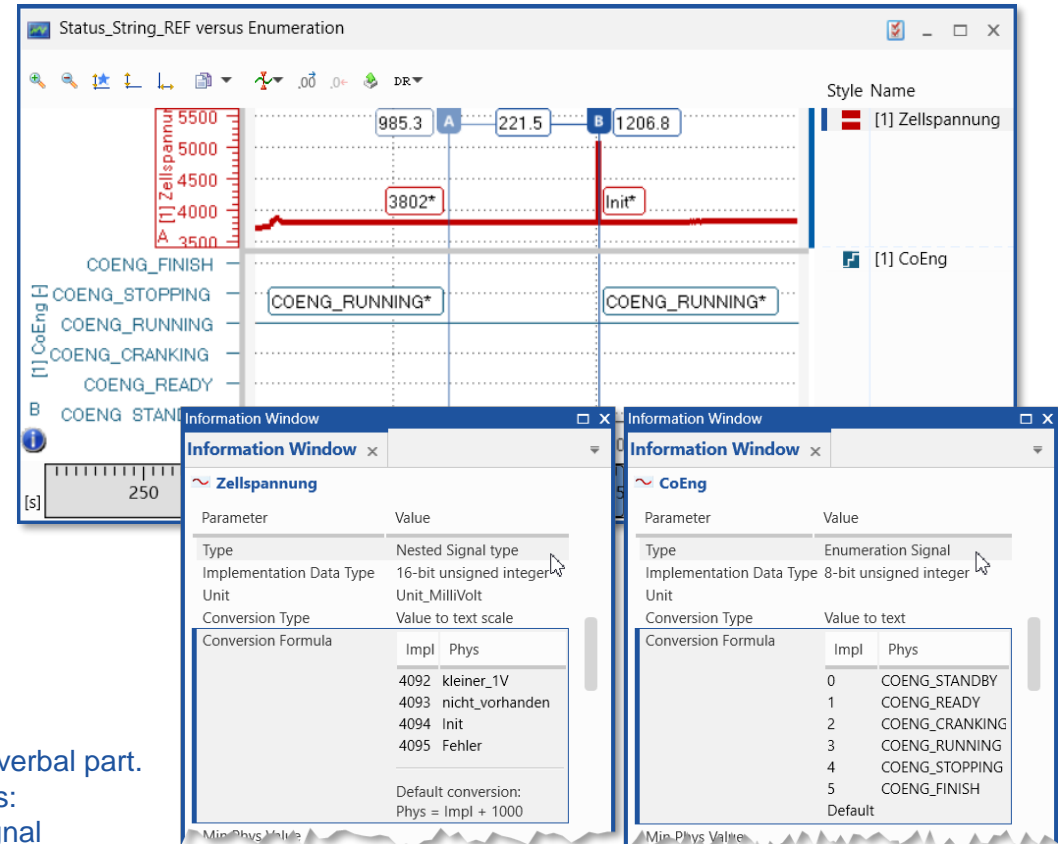 Status_String_REF versus Enumeration
DR
Style Name
5500
5000
4500
4000
3500
A [1] Zellspannung
985.3 A 221.5 B 1206.8
3802*
Init*
[1] Zellspannung
[1] CoEng
COENG_FINISH
COENG_STOPPING
COENG_RUNNING
COENG_CRANKING
COENG_READY
B [1] CoEng [-]
COENG_RUNNING*
COENG_RUNNING*
[s]
250
Information Window
Information Window
Zellspannung
Parameter Value
Type Nested Signal type
Implementation Data Type 16-bit unsigned integer
Unit Unit_MilliVolt
Conversion Type Value to text scale
Conversion Formula
Impl Phys
4092 kleiner_1V
4093 nicht_vorhanden
4094 Init
4095 Fehler
Default conversion:
Phys = Impl + 1000
Min Phys Value
Information Window
Information Window
CoEng
Parameter Value
Type Enumeration Signal
Implementation Data Type 8-bit unsigned integer
Unit
Conversion Type Value to text
Conversion Formula
Impl Phys
0 COENG_STANDBY
1 COENG_READY
2 COENG_CRANKING
3 COENG_RUNNING
4 COENG_STOPPING
5 COENG_FINISH
Default
Min Phys Value
verbal part.